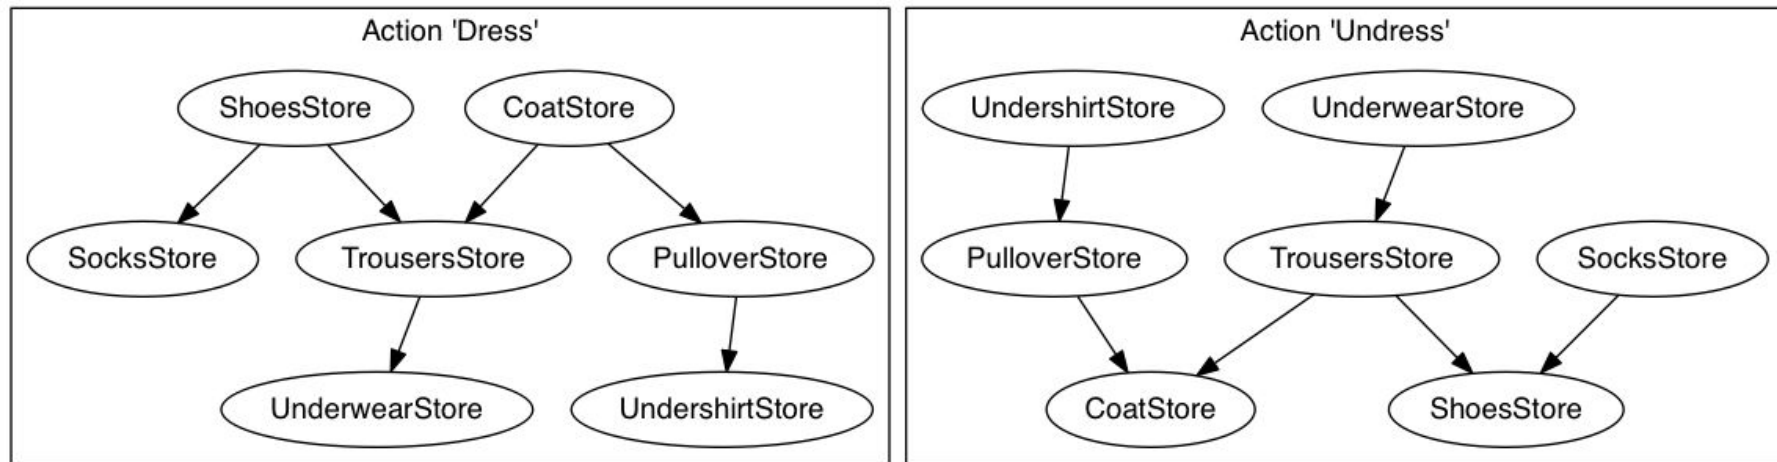 Action 'Dress'
ShoesStore
CoatStore
SocksStore
TrousersStore
PulloverStore
UnderwearStore
UndershirtStore
Action 'Undress'
UndershirtStore
UnderwearStore
PulloverStore
TrousersStore
SocksStore
CoatStore
ShoesStore